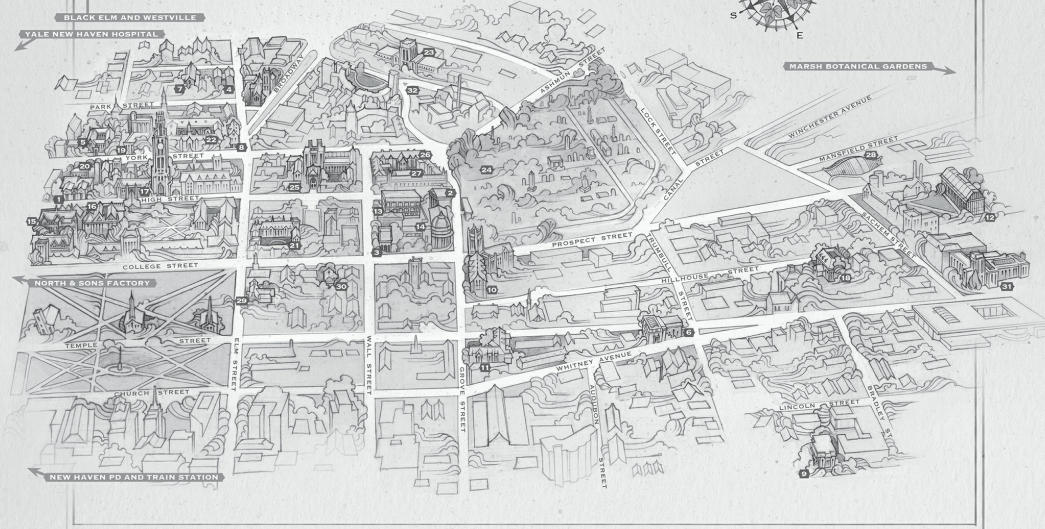 BLACK ELM AND WESTVILLE
YALE NEW HAVEN HOSPITAL
S
E
MARSH BOTANICAL GARDENS
BROADWAY
ASHMUN STREET
PARK STREET
LOCK STREET
WINCHESTER AVENUE
MANSFIELD STREET
YORK STREET
CANAL STREET
HIGH STREET
SACHEM STREET
PROSPECT STREET
TRUMBULL STREET
COLLEGE STREET
HILLHOUSE STREET
NORTH & SONS FACTORY
TEMPLE STREET
ELM STREET
WALL STREET
GROVE STREET
WHITNEY AVENUE
AUDUBON STREET
CHURCH STREET
LINCOLN STREET
BRADLEY ST
NEW HAVEN PD AND TRAIN STATION
23
7
4
32
5
19
22
8
20
26
27
28
24
17
1
25
2
16
13
12
15
14
21
3
18
30
10
31
29
6
11
9